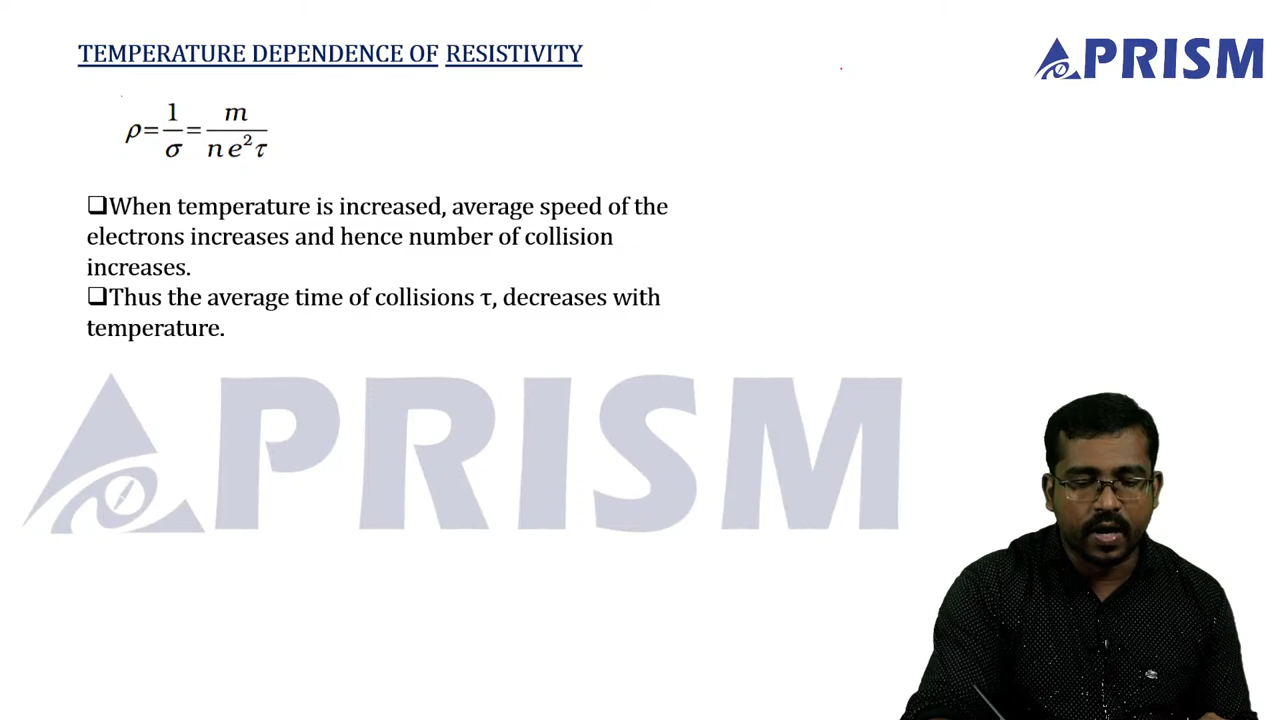 TEMPERATURE DEPENDENCE OF RESISTIVITY
PRISM
ρ=1/σ=m/(n e²τ)
❑When temperature is increased, average speed of the
electrons increases and hence number of collision
increases.
❑Thus the average time of collisions τ, decreases with
temperature.
PRISM